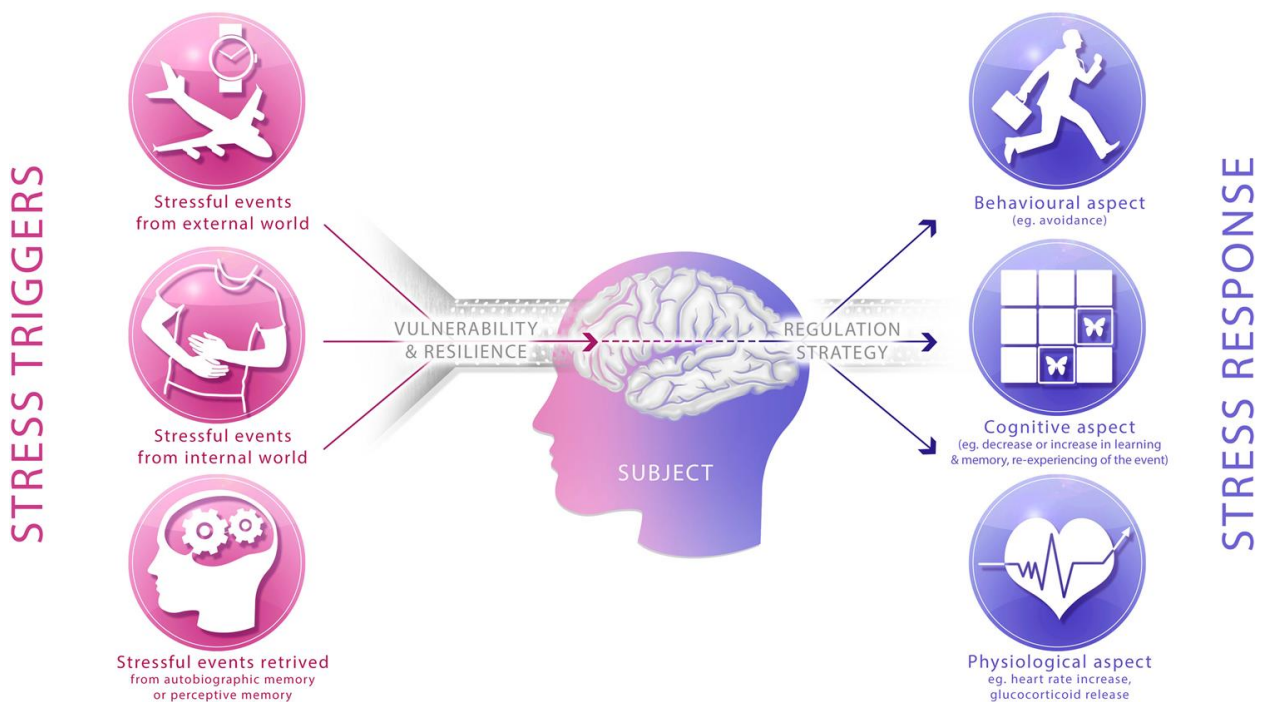 STRESS TRIGGERS
Stressful events
from external world
Stressful events
from internal world
Stressful events retrived
from autobiographic memory
or perceptive memory
VULNERABILITY
& RESILIENCE
SUBJECT
REGULATION
STRATEGY
Behavioural aspect
(eg. avoidance)
Cognitive aspect
(eg. decrease or increase in learning
& memory, re-experiencing of the event)
Physiological aspect
eg. heart rate increase,
glucocorticoid release
STRESS RESPONSE